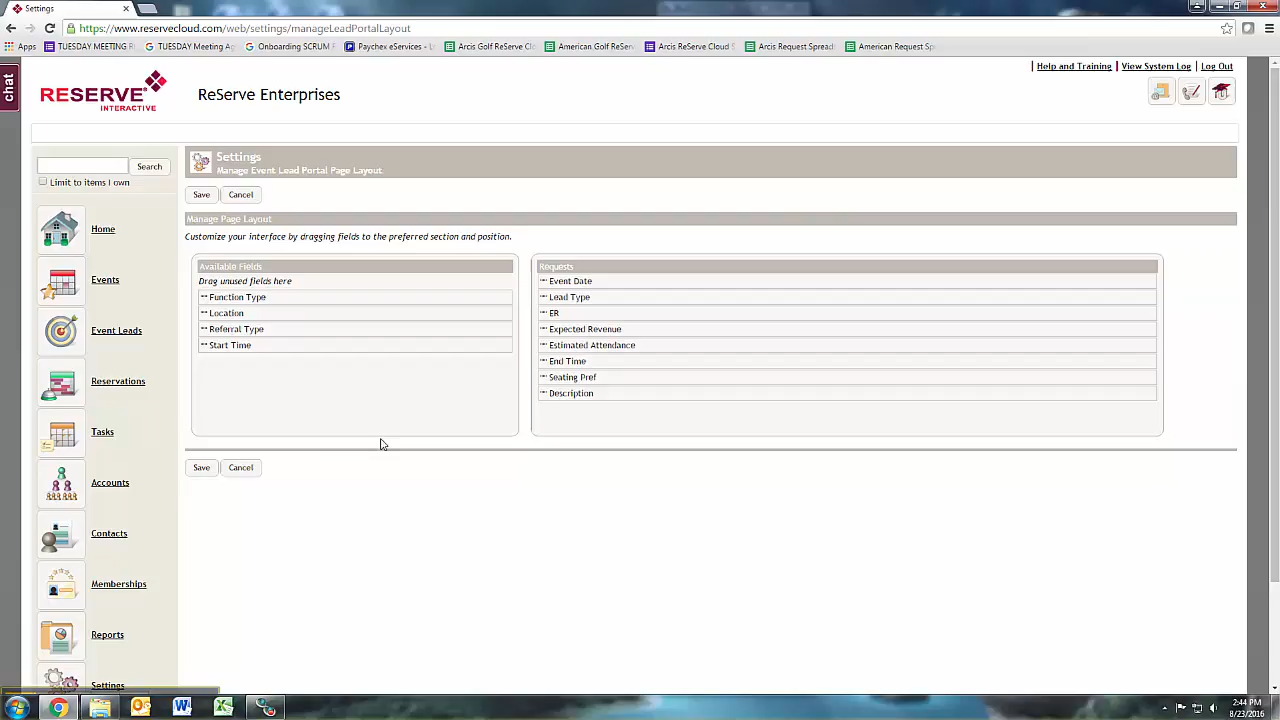 Settings
https://www.reservecloud.com/web/settings/manageLeadPortalLayout
Apps TUESDAY MEETING TUESDAY Meeting Ag Onboarding SCRUM Paychex eServices - Arcis Golf ReServe Clo American Golf ReSer Arcis ReServe Cloud S Arcis Request Spread American Request Sp
chat
Help and Training View System Log Log Out
RESERVE
INTERACTIVE
ReServe Enterprises
Search
Limit to items I own
Home
Events
Event Leads
Reservations
Tasks
Accounts
Contacts
Memberships
Reports
Settings
Settings
Manage Event Lead Portal Page Layout
Save Cancel
Manage Page Layout
Customize your interface by dragging fields to the preferred section and position.
Available Fields
Drag unused fields here
Function Type
Location
Referral Type
Start Time
Requests
Event Date
Lead Type
ER
Expected Revenue
Estimated Attendance
End Time
Seating Pref
Description
Save Cancel
2:44 PM
8/23/2016